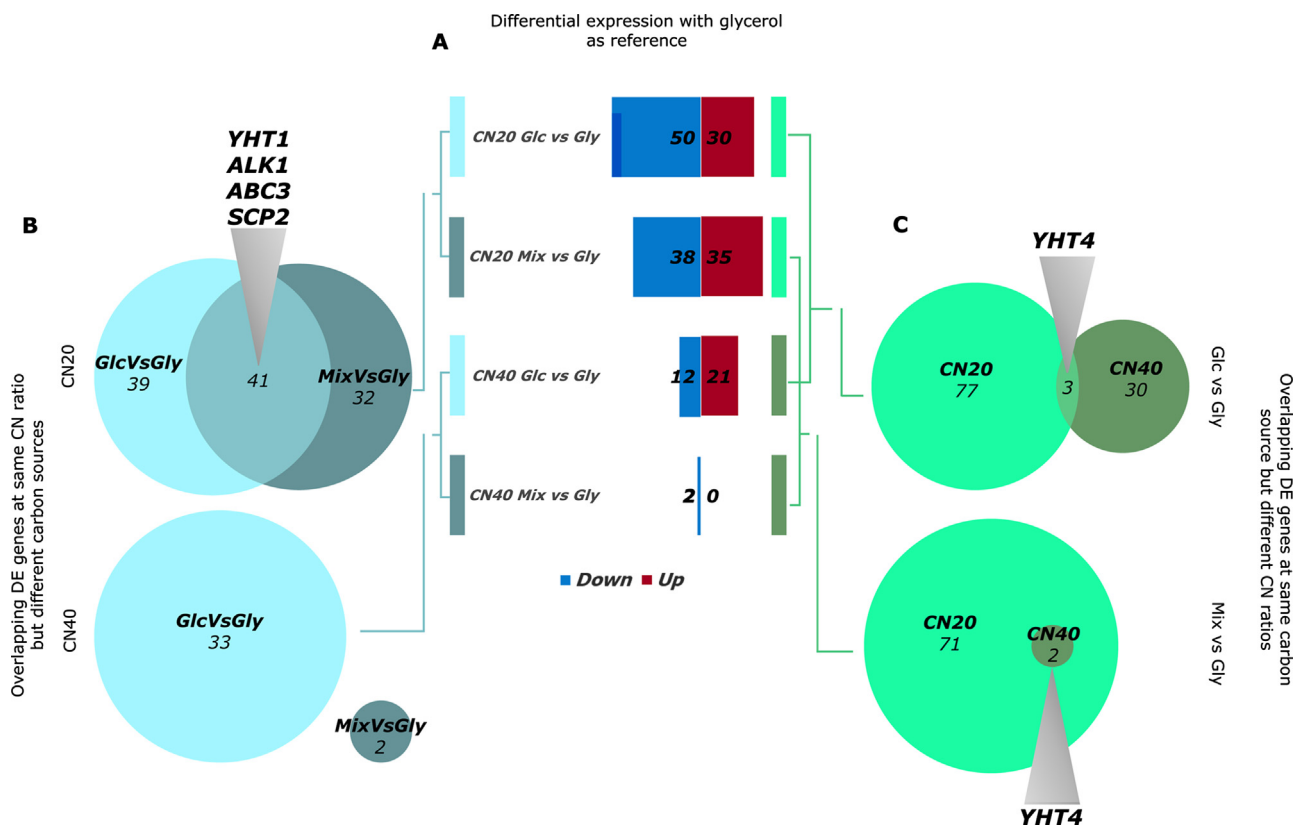 Differential expression with glycerol
as reference
A
CN20 Glc vs Gly
50 30
CN20 Mix vs Gly
38 35
CN40 Glc vs Gly
12 21
CN40 Mix vs Gly
2 0
Down Up
B
YHT1
ALK1
ABC3
SCP2
CN20
GlcVsGly
39
41
MixVsGly
32
CN40
GlcVsGly
33
MixVsGly
2
Overlapping DE genes at same CN ratio
but different carbon sources
C
YHT4
CN20
77
3
CN40
30
Glc vs Gly
CN20
71
CN40
2
Mix vs Gly
YHT4
Overlapping DE genes at same carbon
source but different CN ratios